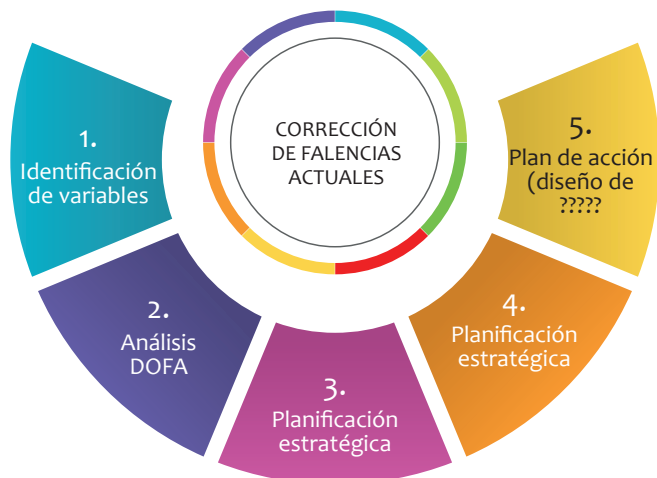 CORRECCIÓN
DE FALENCIAS
ACTUALES
1.
Identificación
de variables
2.
Análisis
DOFA
3.
Planificación
estratégica
4.
Planificación
estratégica
5.
Plan de acción
(diseño de
?????